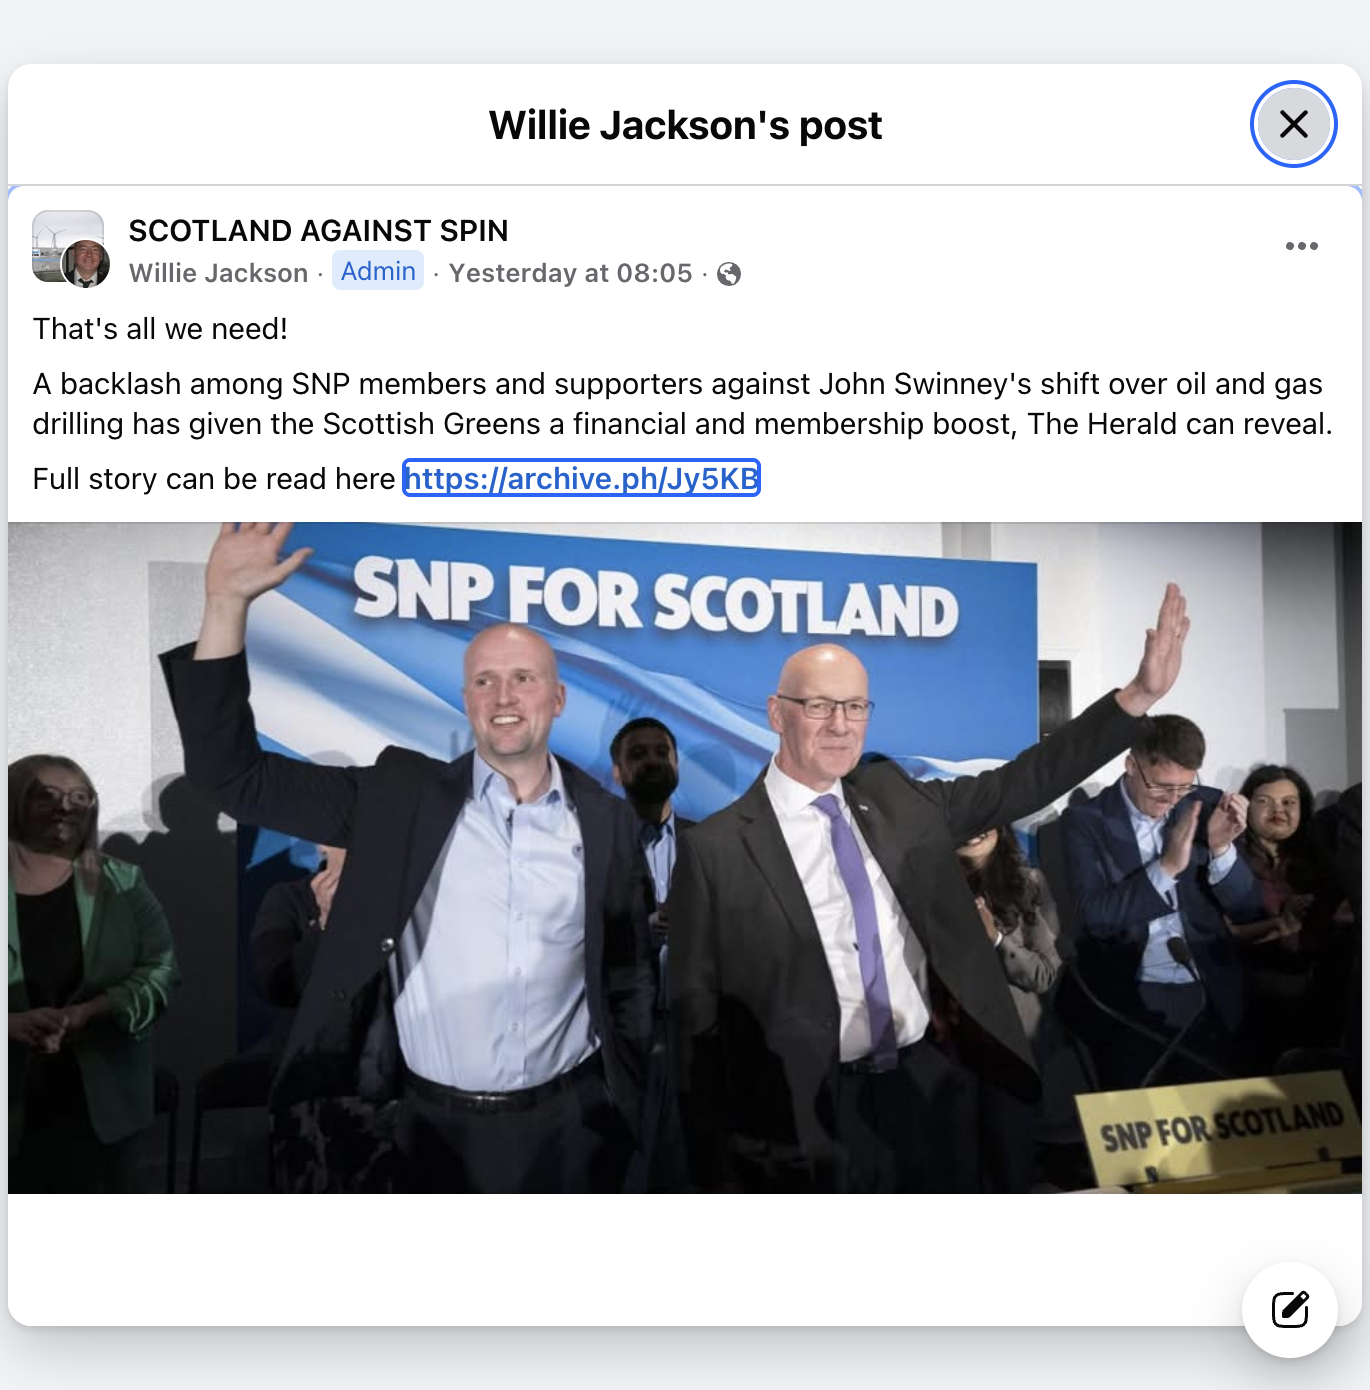 Willie Jackson's post
SCOTLAND AGAINST SPIN
Willie Jackson · Admin · Yesterday at 08:05 ·
That's all we need!
A backlash among SNP members and supporters against John Swinney's shift over oil and gas
drilling has given the Scottish Greens a financial and membership boost, The Herald can reveal.
Full story can be read here https://archive.ph/Jy5KB
SNP FOR SCOTLAND
SNP FOR SCOTLAND